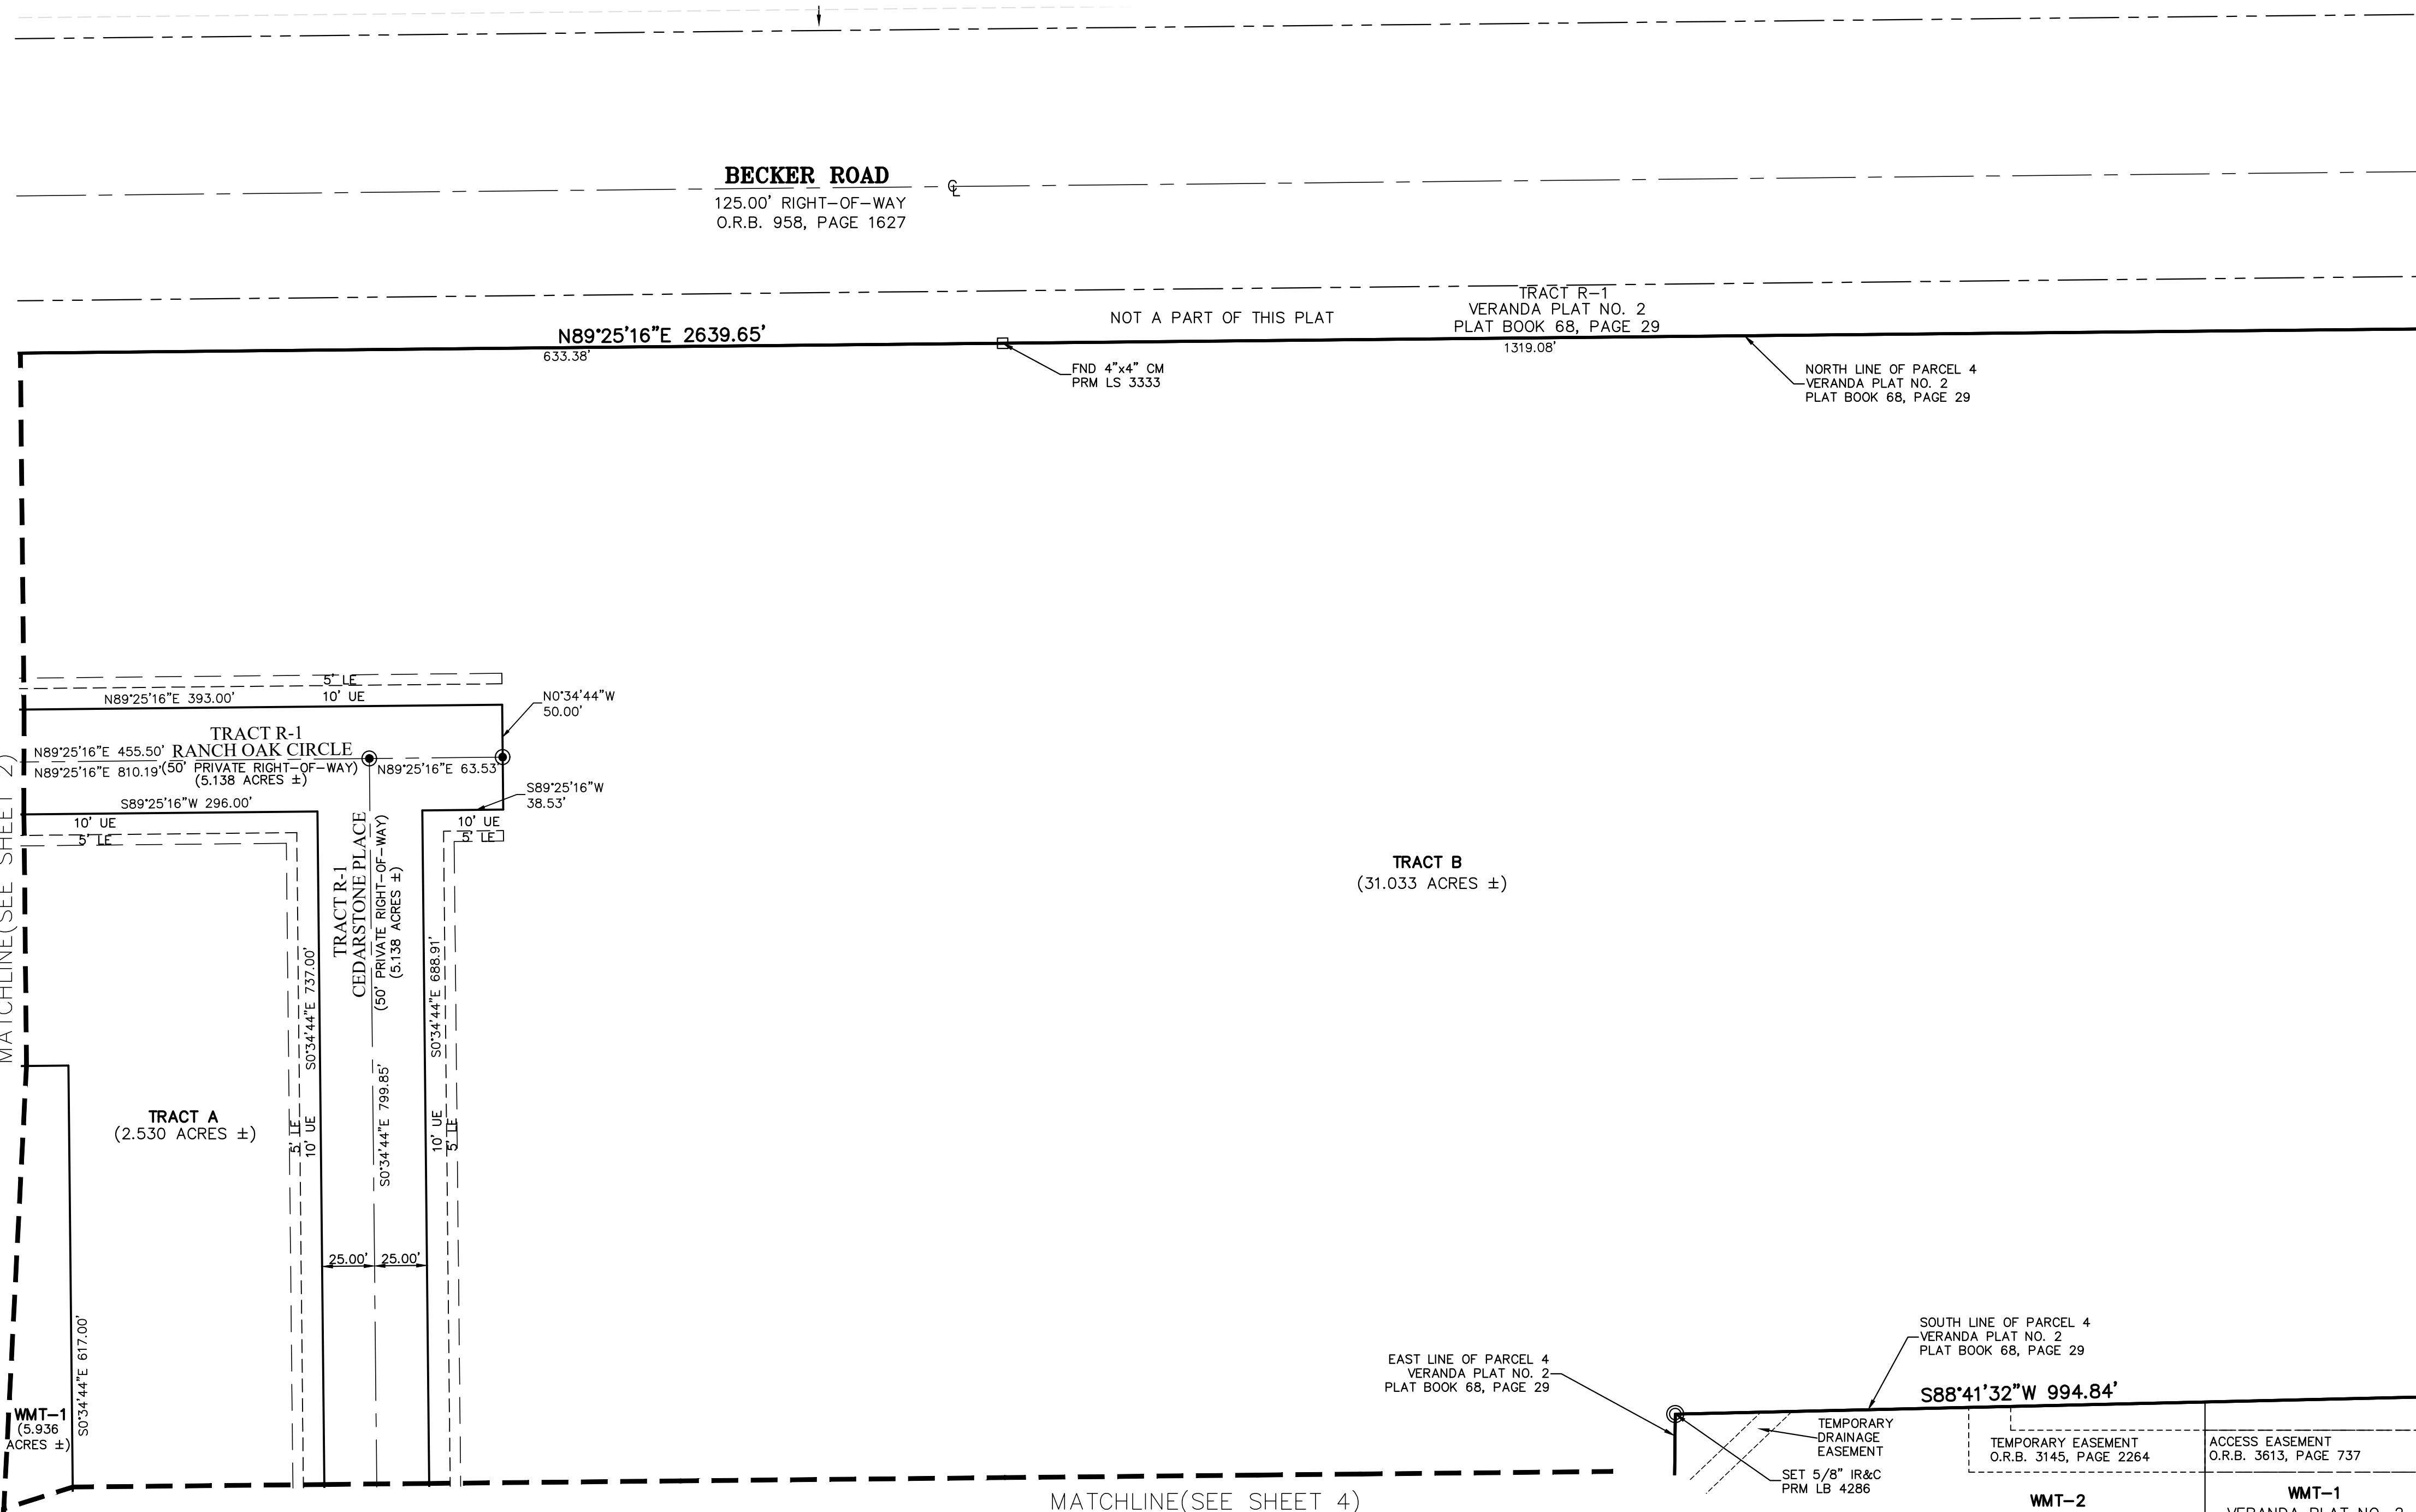 BECKER ROAD
℄
125.00' RIGHT-OF-WAY
O.R.B. 958, PAGE 1627
TRACT R-1
VERANDA PLAT NO. 2
PLAT BOOK 68, PAGE 29
NOT A PART OF THIS PLAT
N89°25'16"E 2639.65'
633.38'
1319.08'
FND 4"x4" CM
PRM LS 3333
NORTH LINE OF PARCEL 4
VERANDA PLAT NO. 2
PLAT BOOK 68, PAGE 29
5' LE
10' UE
N89°25'16"E 393.00'
N0°34'44"W
50.00'
TRACT R-1
RANCH OAK CIRCLE
(50' PRIVATE RIGHT-OF-WAY)
(5.138 ACRES ±)
N89°25'16"E 455.50'
N89°25'16"E 810.19'
N89°25'16"E 63.53'
S89°25'16"W
38.53'
S89°25'16"W 296.00'
10' UE
5' LE
10' UE
5' LE
MATCHLINE(SEE SHEET 2)
TRACT R-1
CEDARSTONE PLACE
(50' PRIVATE RIGHT-OF-WAY)
(5.138 ACRES ±)
S0°34'44"E 737.00'
S0°34'44"E 688.91'
S0°34'44"E 799.85'
TRACT B
(31.033 ACRES ±)
TRACT A
(2.530 ACRES ±)
5' LE
10' UE
10' UE
5' LE
25.00'
25.00'
S0°34'44"E 617.00'
WMT-1
(5.936
ACRES ±)
EAST LINE OF PARCEL 4
VERANDA PLAT NO. 2
PLAT BOOK 68, PAGE 29
SOUTH LINE OF PARCEL 4
VERANDA PLAT NO. 2
PLAT BOOK 68, PAGE 29
S88°41'32"W 994.84'
TEMPORARY
DRAINAGE
EASEMENT
SET 5/8" IR&C
PRM LB 4286
TEMPORARY EASEMENT
O.R.B. 3145, PAGE 2264
ACCESS EASEMENT
O.R.B. 3613, PAGE 737
WMT-2
WMT-1
VERANDA PLAT NO. 2
MATCHLINE(SEE SHEET 4)